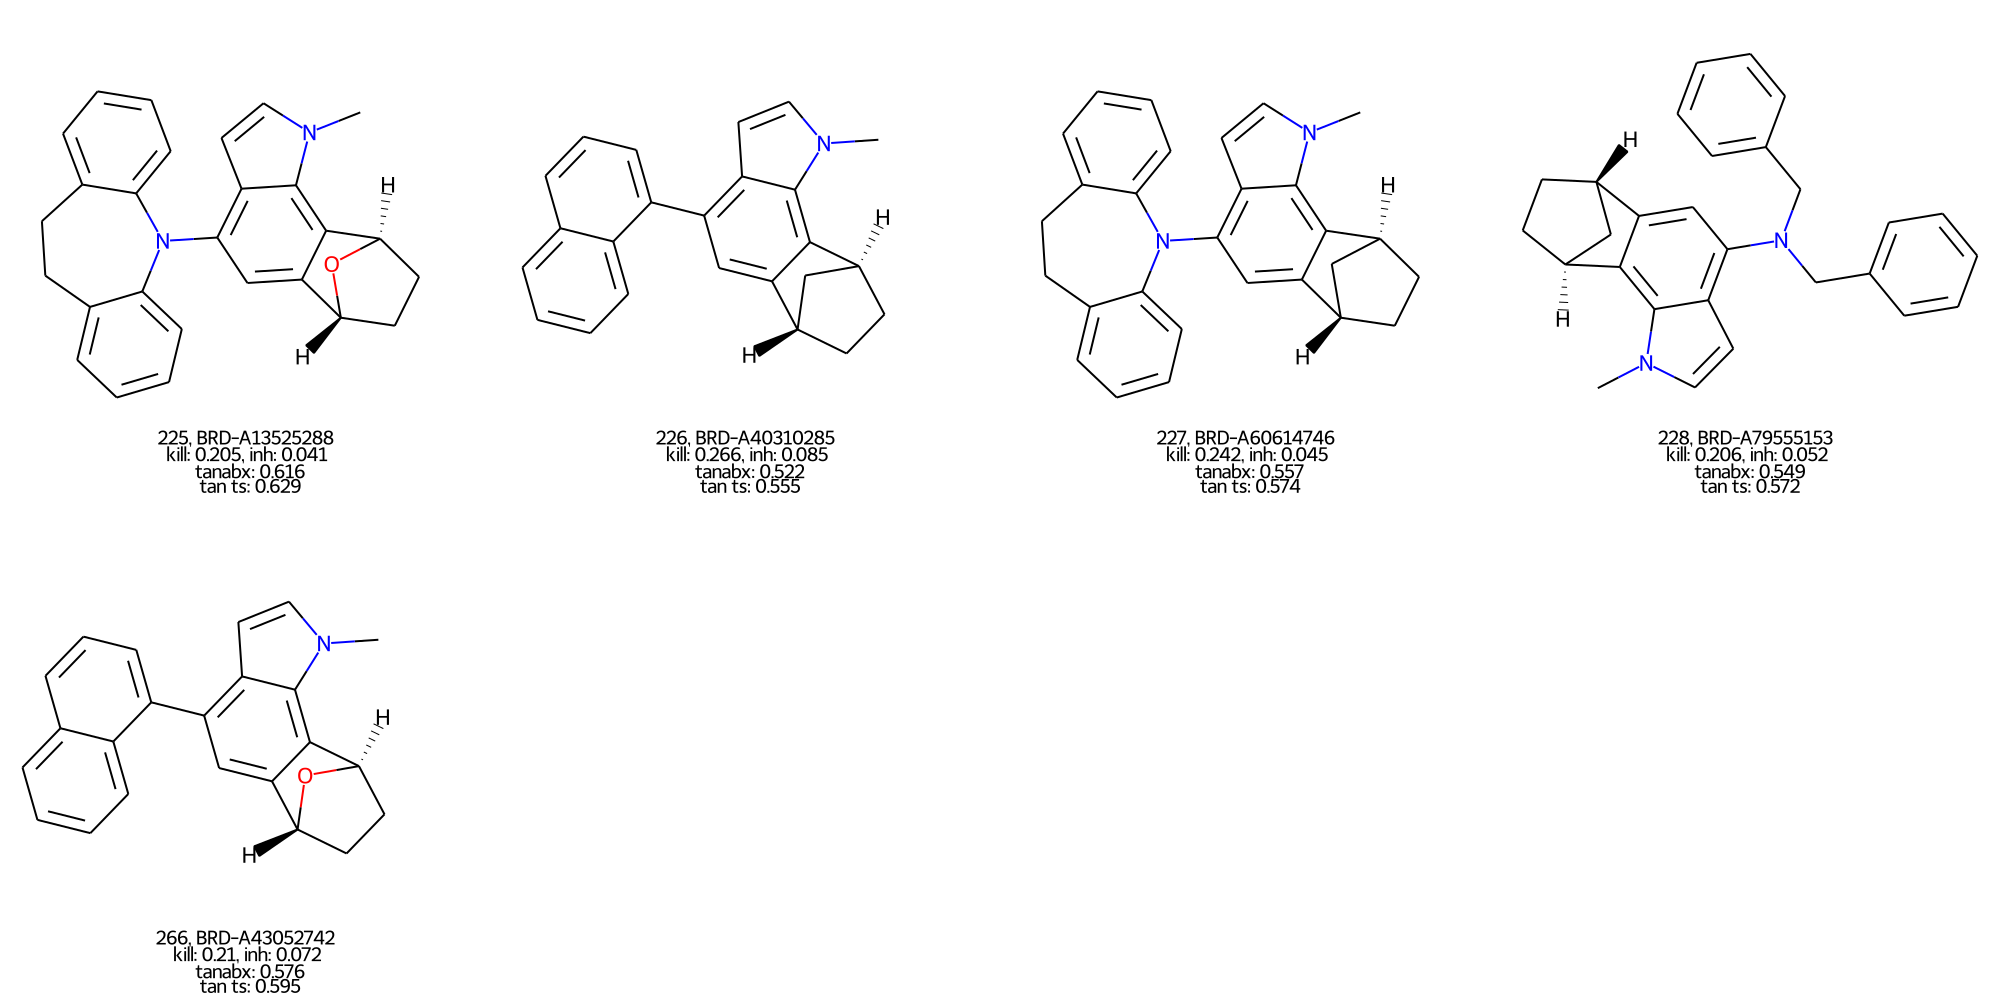 N
N
O
H
H
225, BRD-A13525288
kill: 0.205, inh: 0.041
tanabx: 0.616
tan ts: 0.629
N
H
H
226, BRD-A40310285
kill: 0.266, inh: 0.085
tanabx: 0.522
tan ts: 0.555
N
N
H
H
227, BRD-A60614746
kill: 0.242, inh: 0.045
tanabx: 0.557
tan ts: 0.574
H
N
H
N
228, BRD-A79555153
kill: 0.206, inh: 0.052
tanabx: 0.549
tan ts: 0.572
N
H
O
H
266, BRD-A43052742
kill: 0.21, inh: 0.072
tanabx: 0.576
tan ts: 0.595